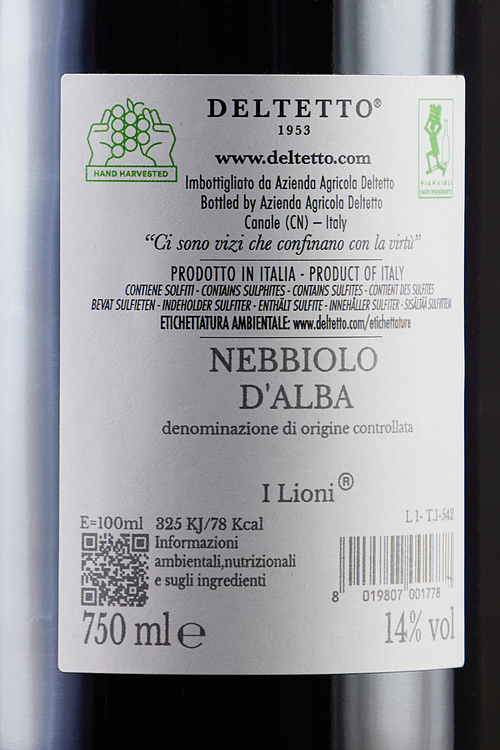 DELTETTO®
1953
HAND HARVESTED
VIGNAIOLI
INDIPENDENTI
www.deltetto.com
Imbottigliato da Azienda Agricola Deltetto
Bottled by Azienda Agricola Deltetto
Canale (CN) – Italy
“Ci sono vizi che confinano con la virtù”
PRODOTTO IN ITALIA - PRODUCT OF ITALY
CONTIENE SOLFITI - CONTAINS SULPHITES - CONTAINS SULFITES - CONTIENT DES SULFITES
BEVAT SULFIETEN - INDEHOLDER SULFITER - ENTHÄLT SULFITE - INNEHÅLLER SULFITER - SISÄLTÄÄ SULFIITTEJA
ETICHETTATURA AMBIENTALE: www.deltetto.com/etichettature
NEBBIOLO
D'ALBA
denominazione di origine controllata
I Lioni®
L 1- T.1-542
E=100ml 325 KJ/78 Kcal
Informazioni
ambientali,nutrizionali
e sugli ingredienti
8 019807 001778
750 ml e
14% vol